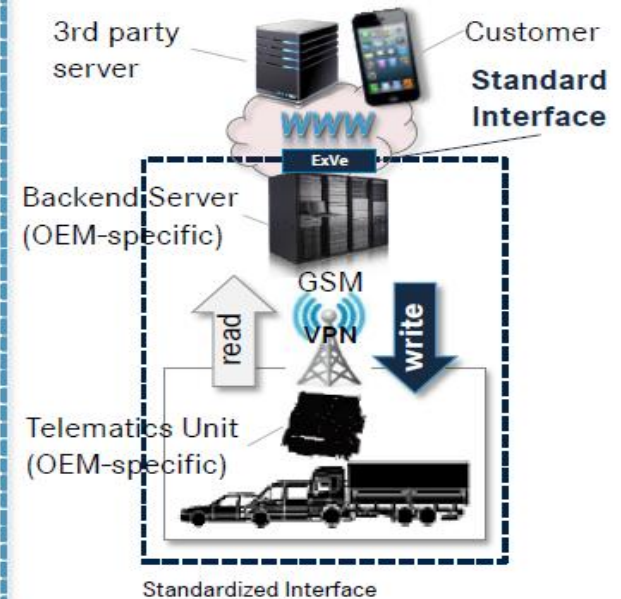 3rd party
server
Customer
Standard
Interface
WWW
ExVe
Backend Server
(OEM-specific)
GSM
VPN
read
write
Telematics Unit
(OEM-specific)
Standardized Interface